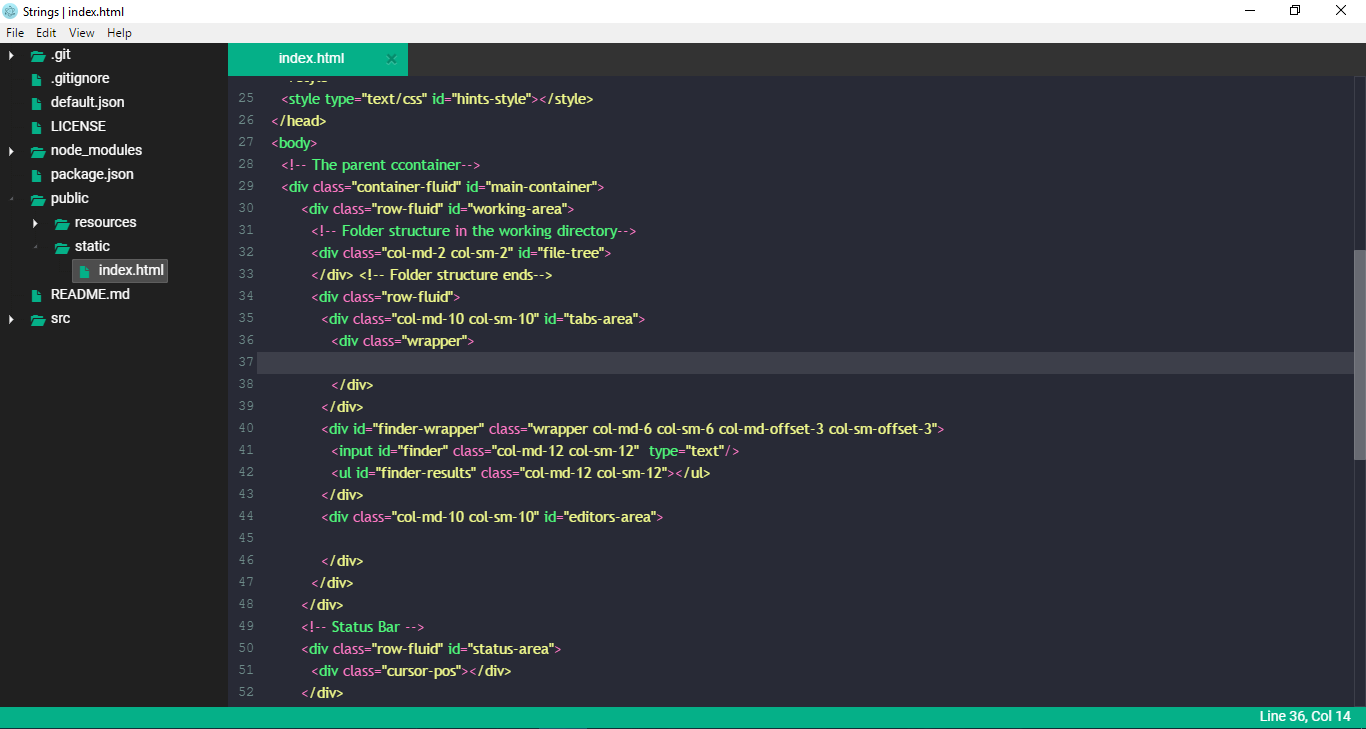 Strings | index.html
File Edit View Help
.git
.gitignore
default.json
LICENSE
node_modules
package.json
public
resources
static
index.html
README.md
src
index.html ×
25 <style type="text/css" id="hints-style"></style>
26 </head>
27 <body>
28 <!-- The parent ccontainer-->
29 <div class="container-fluid" id="main-container">
30 <div class="row-fluid" id="working-area">
31 <!-- Folder structure in the working directory-->
32 <div class="col-md-2 col-sm-2" id="file-tree">
33 </div> <!-- Folder structure ends-->
34 <div class="row-fluid">
35 <div class="col-md-10 col-sm-10" id="tabs-area">
36 <div class="wrapper">
37
38 </div>
39 </div>
40 <div id="finder-wrapper" class="wrapper col-md-6 col-sm-6 col-md-offset-3 col-sm-offset-3">
41 <input id="finder" class="col-md-12 col-sm-12"  type="text"/>
42 <ul id="finder-results" class="col-md-12 col-sm-12"></ul>
43 </div>
44 <div class="col-md-10 col-sm-10" id="editors-area">
45
46 </div>
47 </div>
48 </div>
49 <!-- Status Bar -->
50 <div class="row-fluid" id="status-area">
51 <div class="cursor-pos"></div>
52 </div>
Line 36, Col 14